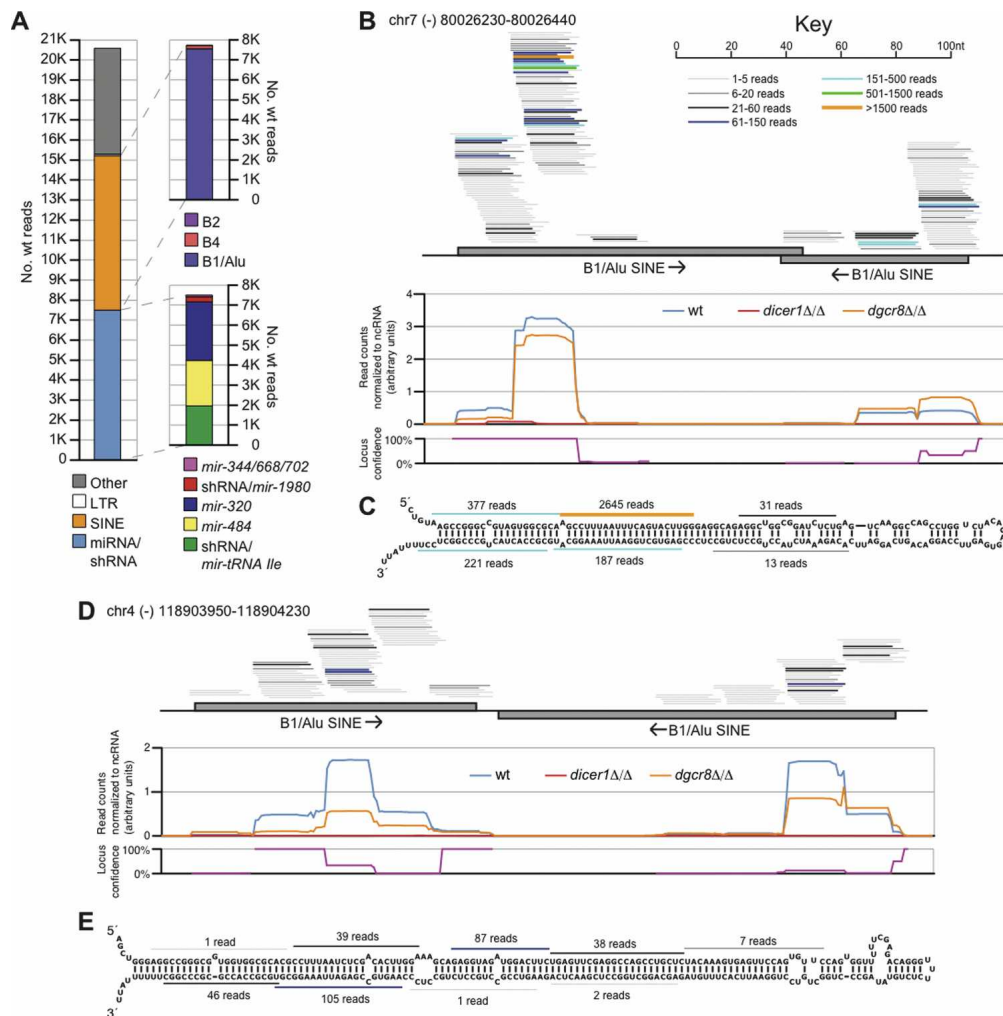 A
21K
20K
19K
18K
17K
16K
15K
14K
13K
12K
11K
10K
9K
8K
7K
6K
5K
4K
3K
2K
1K
0
No. wt reads
Other
LTR
SINE
miRNA/
shRNA
8K
7K
6K
5K
4K
3K
2K
1K
0
No. wt reads
B2
B4
B1/Alu
8K
7K
6K
5K
4K
3K
2K
1K
0
No. wt reads
mir-344/668/702
shRNA/mir-1980
mir-320
mir-484
shRNA/
mir-tRNA Ile
B
chr7 (-) 80026230-80026440
Key
0 20 40 60 80 100nt
1-5 reads
6-20 reads
21-60 reads
61-150 reads
151-500 reads
501-1500 reads
>1500 reads
B1/Alu SINE →
← B1/Alu SINE
Read counts
normalized to ncRNA
(arbitrary units)
4
3
2
1
0
wt dicer1Δ/Δ dgcr8Δ/Δ
Locus
confidence
100%
0%
C
377 reads 2645 reads 31 reads
5´
3´
221 reads 187 reads 13 reads
D
chr4 (-) 118903950-118904230
B1/Alu SINE →
←B1/Alu SINE
Read counts
normalized to ncRNA
(arbitrary units)
2
1
0
wt dicer1Δ/Δ dgcr8Δ/Δ
Locus
confidence
100%
0%
E
5´
1 read 39 reads 87 reads 38 reads 7 reads
46 reads 105 reads 1 read 2 reads
3´